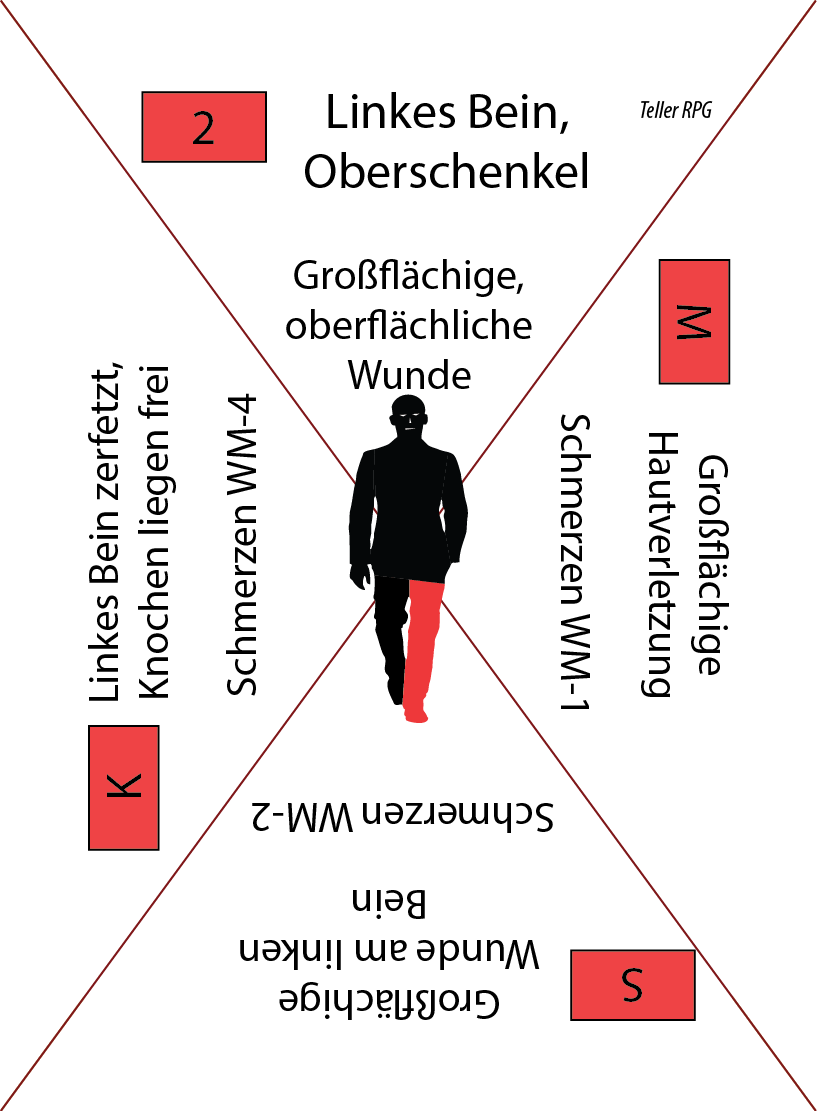 2
Linkes Bein,
Oberschenkel
Teller RPG
Großflächige,
oberflächliche
Wunde
M
Großflächige
Hautverletzung
Schmerzen WM-1
S
Großflächige
Wunde am linken
Bein
Schmerzen WM-2
K
Linkes Bein zerfetzt,
Knochen liegen frei
Schmerzen WM-4